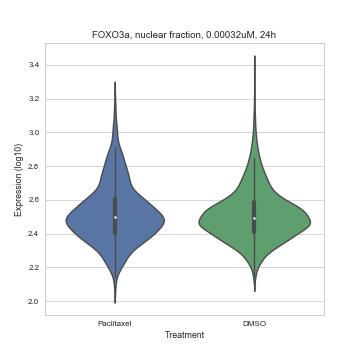 FOXO3a, nuclear fraction, 0.00032uM, 24h
Expression (log10)
3.4
3.2
3.0
2.8
2.6
2.4
2.2
2.0
Paclitaxel
DMSO
Treatment